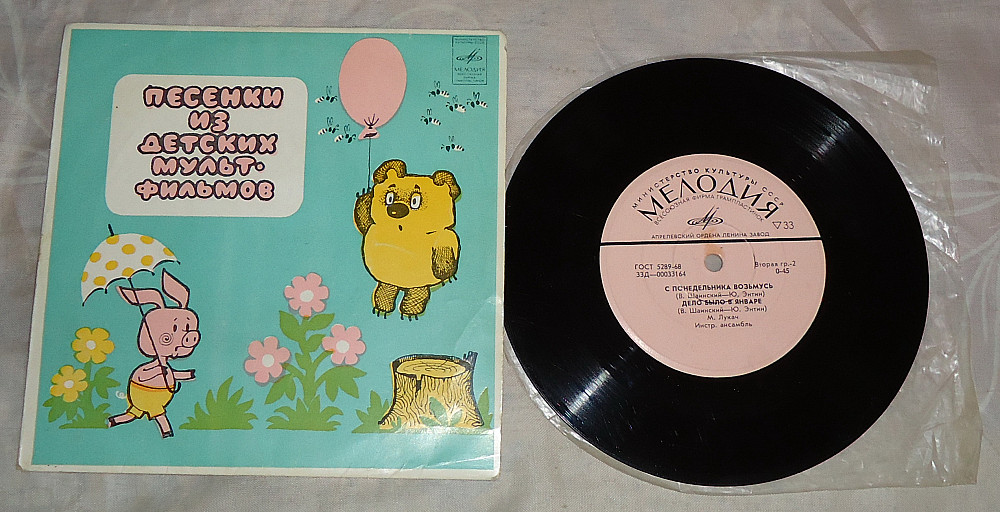 ПЕСЕНКИ
ИЗ
ДЕТСКИХ
МУЛЬТ-
ФИЛЬМОВ
МЕЛОДИЯ
МИНИСТЕРСТВО КУЛЬТУРЫ СССР
МЕЛОДИЯ
ВСЕСОЮЗНАЯ ФИРМА ГРАМПЛАСТИНОК
33
АПРЕЛЕВСКИЙ ОРДЕНА ЛЕНИНА ЗАВОД
ГОСТ 5289-68
Вторая гр.-2
33Д-00033164
0-45
С ПОНЕДЕЛЬНИКА ВОЗЬМУСЬ
(В. Шаинский—Ю. Энтин)
ДЕЛО БЫЛО В ЯНВАРЕ
(В. Шаинский—Ю. Энтин)
М. Лукач
Инстр. ансамбль